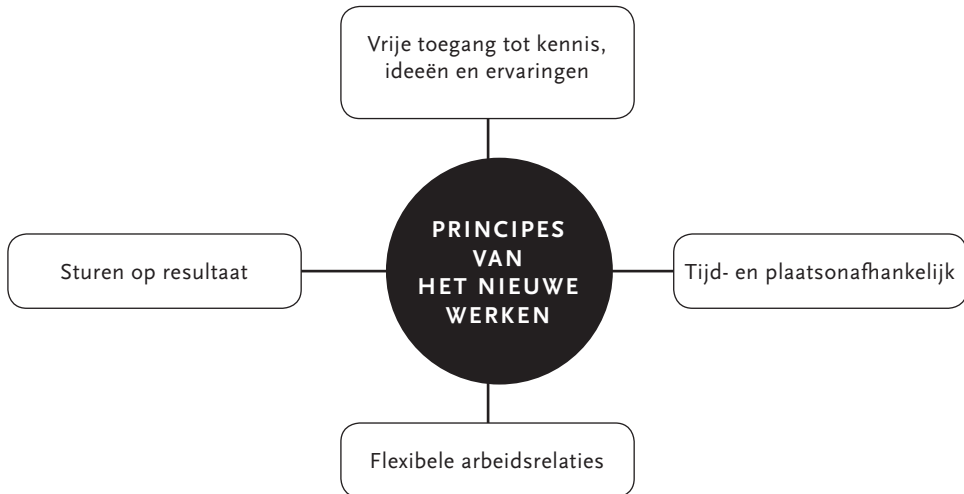 Vrije toegang tot kennis,
ideeën en ervaringen
PRINCIPES
VAN
HET NIEUWE
WERKEN
Sturen op resultaat
Tijd- en plaatsonafhankelijk
Flexibele arbeidsrelaties